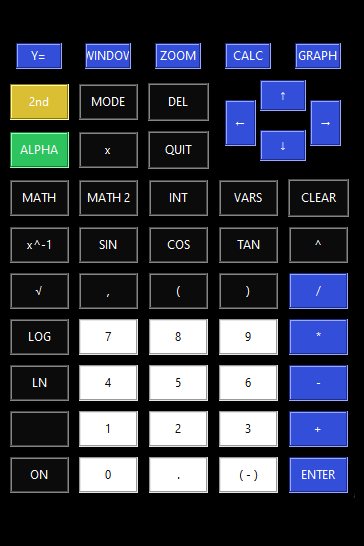 Y= WINDOW ZOOM CALC GRAPH
2nd MODE DEL ↑
← →
ALPHA x QUIT ↓
MATH MATH 2 INT VARS CLEAR
x^-1 SIN COS TAN ^
√ , ( ) /
LOG 7 8 9 *
LN 4 5 6 -
1 2 3 +
ON 0 . (-) ENTER